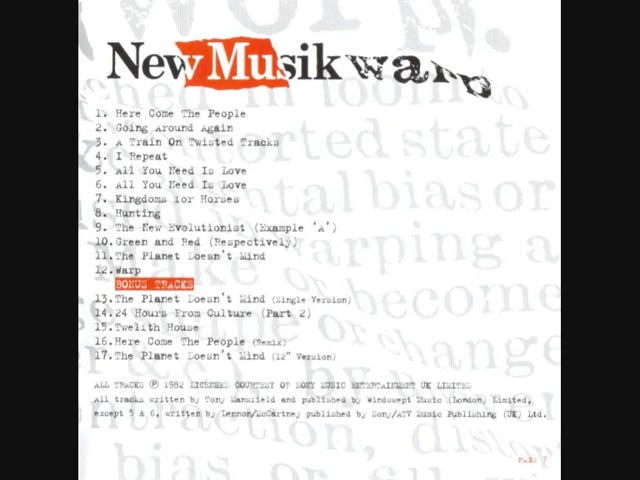 New Musik warp
1. Here Come The People
2. Going Around Again
3. A Train On Twisted Tracks
4. I Repeat
5. All You Need Is Love
6. All You Need Is Love
7. Kingdoms for Horses
8. Hunting
9. The New Evolutionist (Example 'A')
10. Green and Red (Respectively)
11. The Planet Doesn't Mind
12. Warp
BONUS TRACKS
13. The Planet Doesn't Mind (Single Version)
14. 24 Hours From Culture (Part 2)
15. Twelfth House
16. Here Come The People (Remix)
17. The Planet Doesn't Mind (12" Version)
ALL TRACKS ℗ 1982 LICENSED COURTESY OF SONY MUSIC ENTERTAINMENT UK LIMITED
All tracks written by Tony Mansfield and published by Windswept Music (London) Limited,
except 5 & 6, written by Lennon/McCartney published by Sony/ATV Music Publishing (UK) Ltd.
PAGE 7